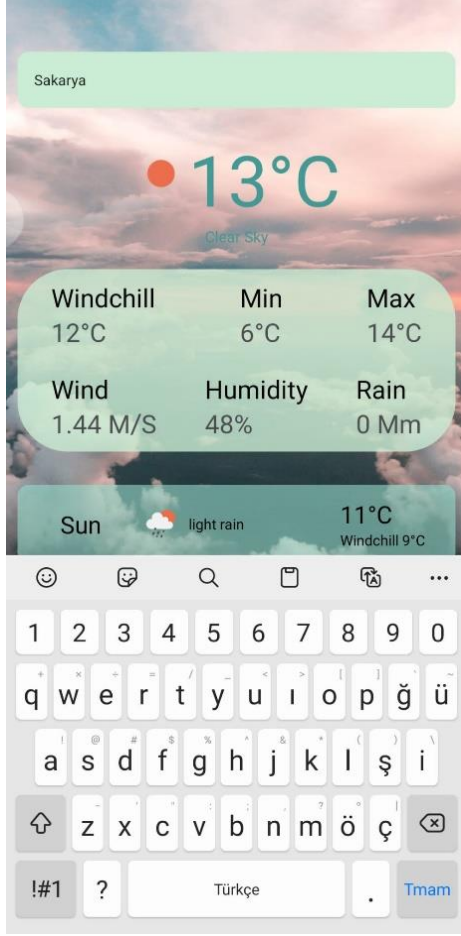 Sakarya
13°C
Clear Sky
Windchill Min Max
12°C 6°C 14°C
Wind Humidity Rain
1.44 M/S 48% 0 Mm
Sun light rain 11°C
Windchill 9°C
1 2 3 4 5 6 7 8 9 0
q w e r t y u ı o p ğ ü
a s d f g h j k l ş i
z x c v b n m ö ç
!#1 ? Türkçe . Tmam